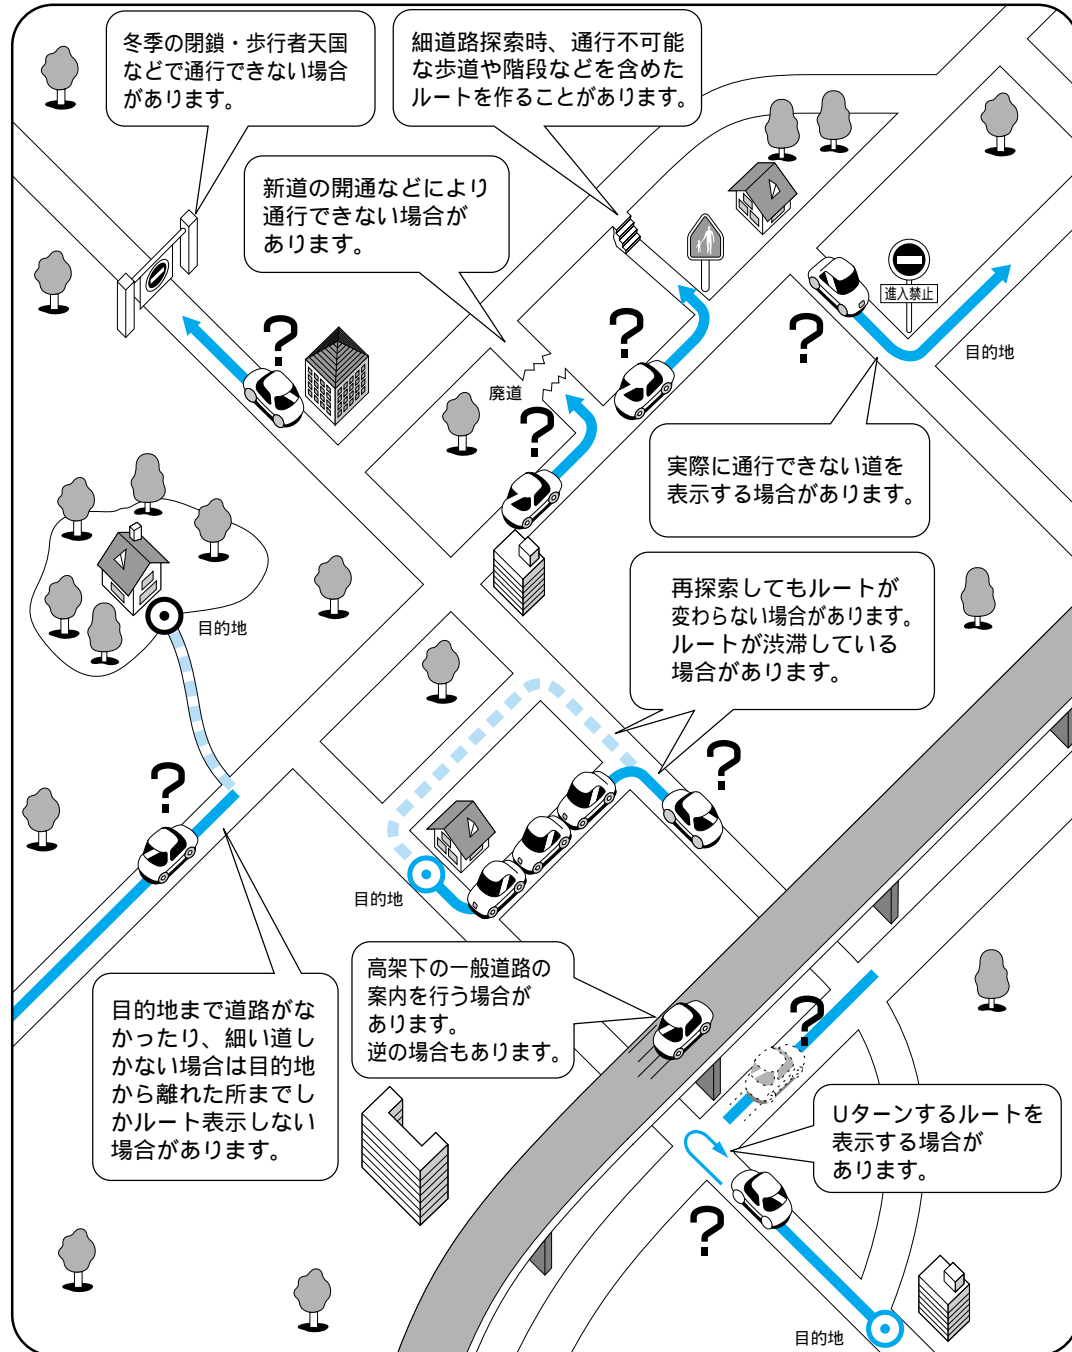 冬季の閉鎖・歩行者天国
などで通行できない場合
があります。
細道路探索時、通行不可能
な歩道や階段などを含めた
ルートを作ることがあります。
新道の開通などにより
通行できない場合が
あります。
進入禁止
目的地
廃道
実際に通行できない道を
表示する場合があります。
再探索してもルートが
変わらない場合があります。
ルートが渋滞している
場合があります。
目的地
目的地
高架下の一般道路の
案内を行う場合が
あります。
逆の場合もあります。
目的地まで道路がな
かったり、細い道し
かない場合は目的地
から離れた所までし
かルート表示しない
場合があります。
Uターンするルートを
表示する場合が
あります。
目的地